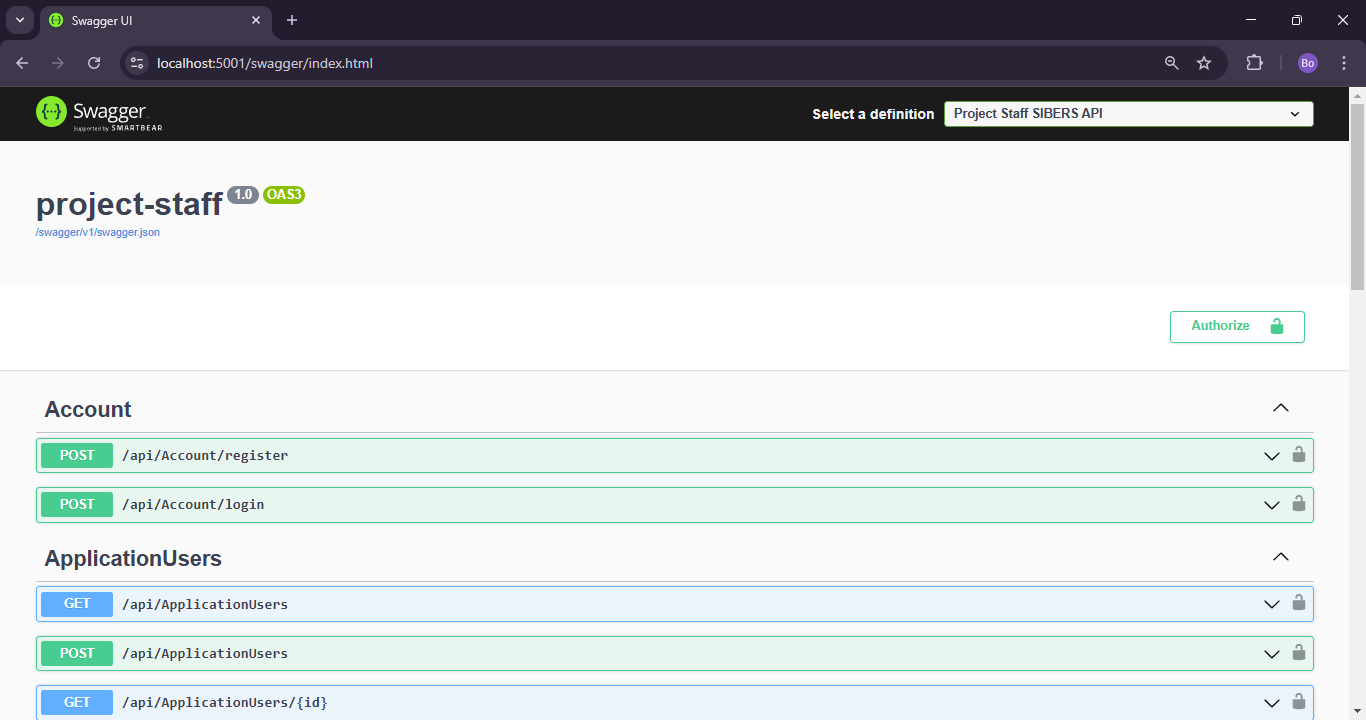 Swagger UI
localhost:5001/swagger/index.html
Bo
{···} Swagger
Supported by SMARTBEAR
Select a definition
Project Staff SIBERS API
project-staff 1.0 OAS3
/swagger/v1/swagger.json
Authorize
Account
POST /api/Account/register
POST /api/Account/login
ApplicationUsers
GET /api/ApplicationUsers
POST /api/ApplicationUsers
GET /api/ApplicationUsers/{id}